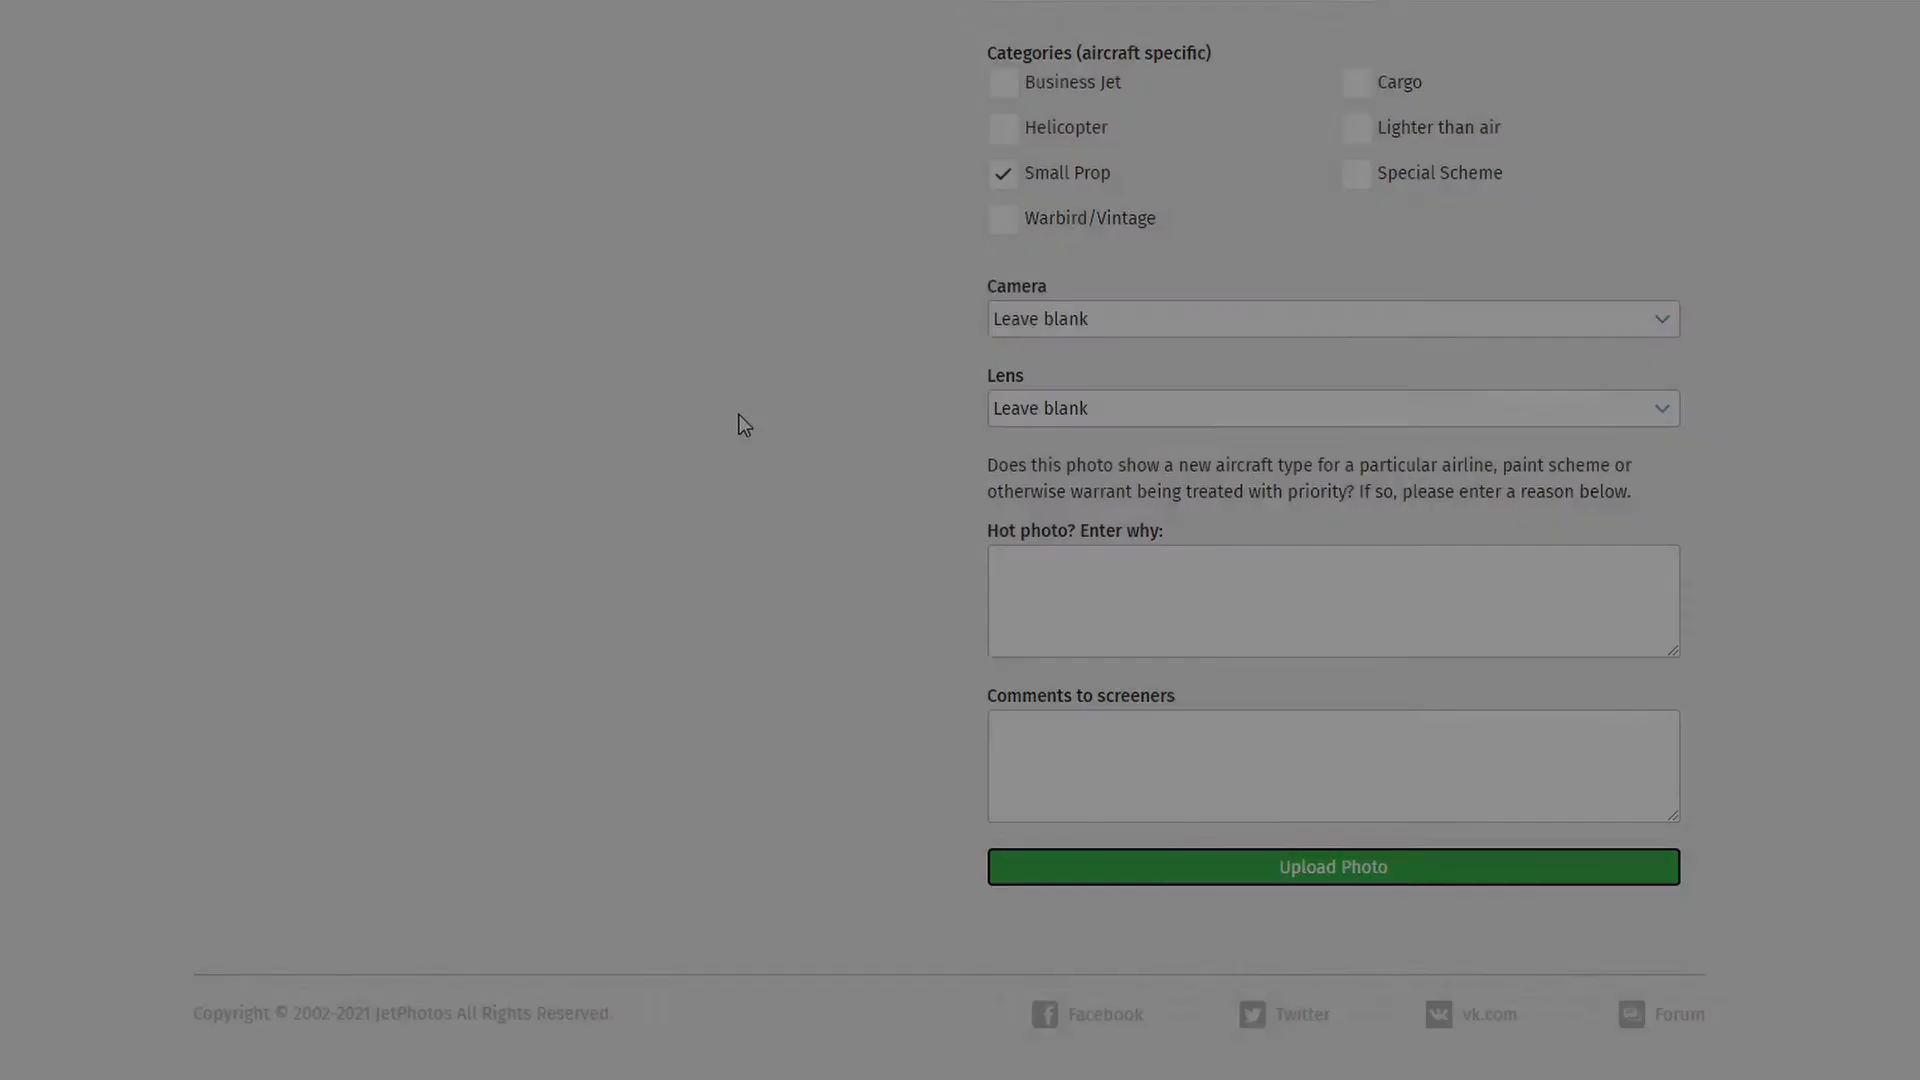 Categories (aircraft specific)
Business Jet
Cargo
Helicopter
Lighter than air
Small Prop
Special Scheme
Warbird/Vintage
Camera
Leave blank
Lens
Leave blank
Does this photo show a new aircraft type for a particular airline, paint scheme or
otherwise warrant being treated with priority? If so, please enter a reason below.
Hot photo? Enter why:
Comments to screeners
Upload Photo
Copyright © 2002-2021 JetPhotos All Rights Reserved.
Facebook
Twitter
vk.com
Forum